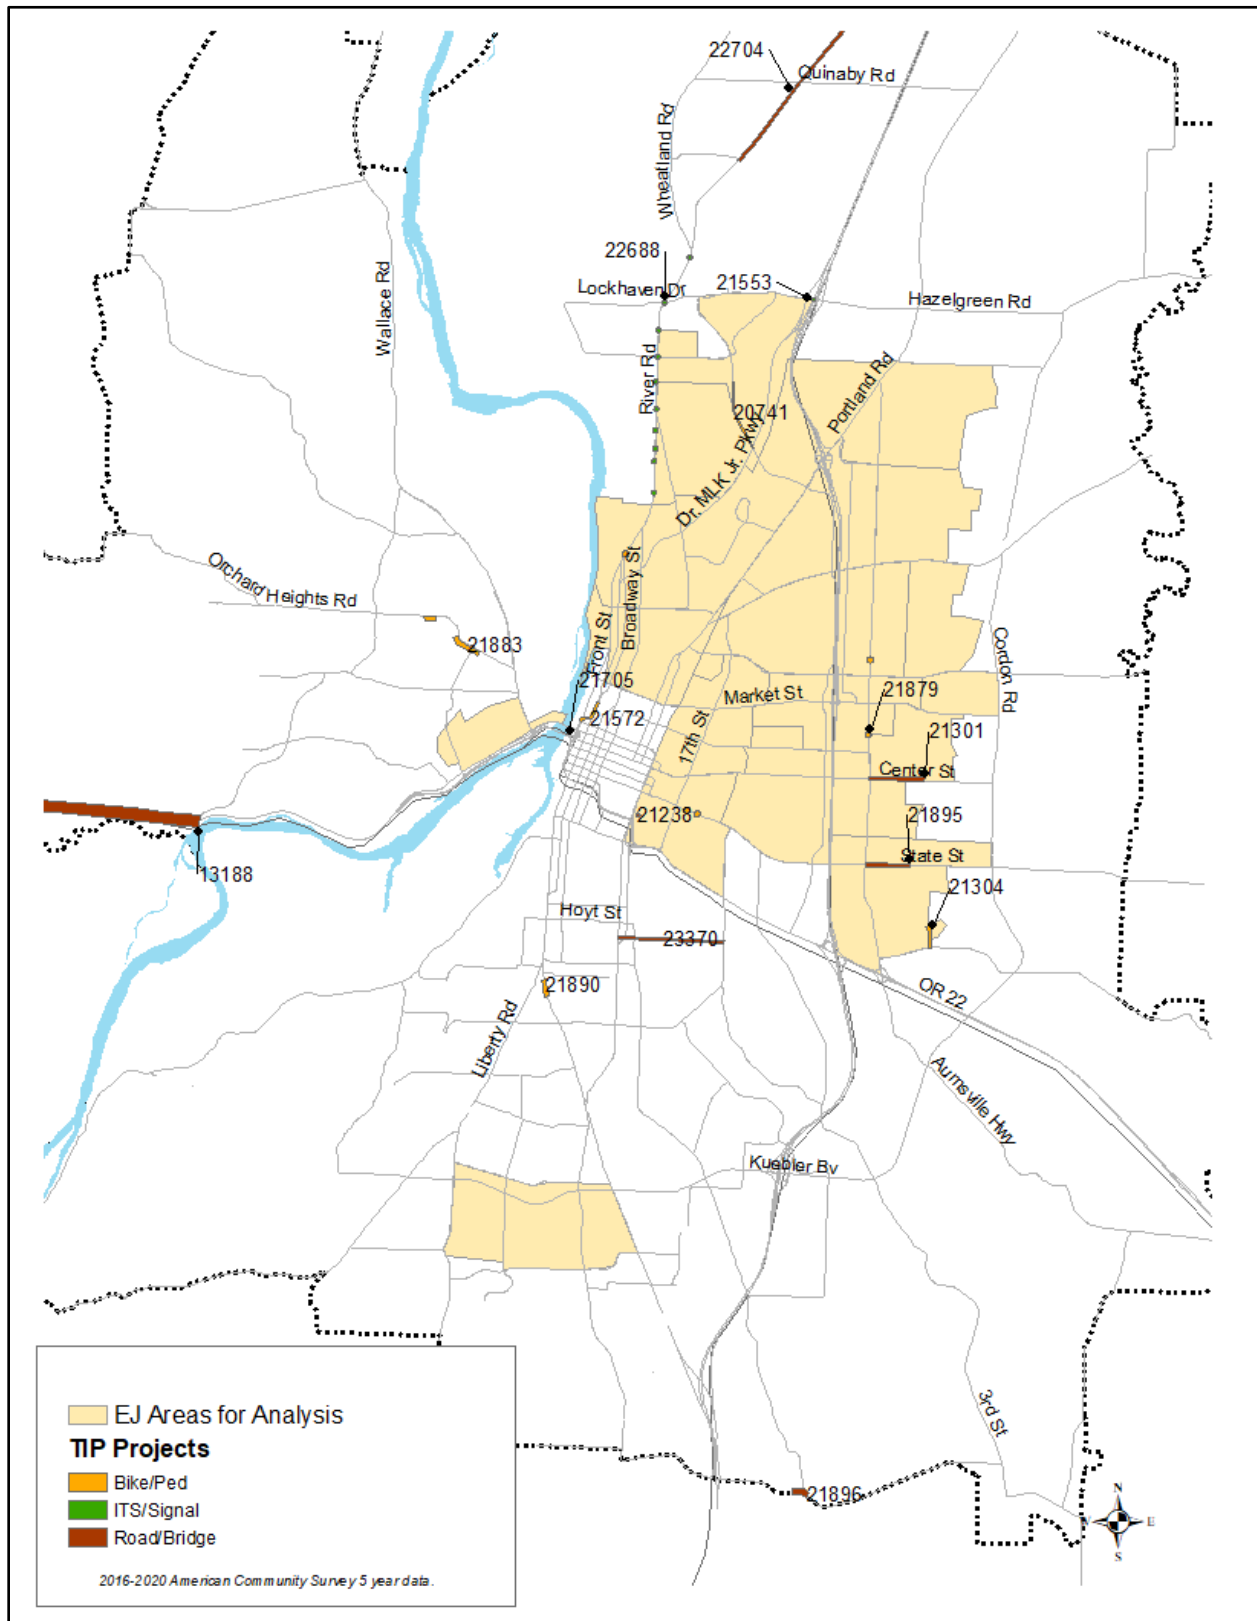 22704
Quinaby Rd
Wheatland Rd
22688
Lockhaven Dr
21553
Hazelgreen Rd
Wallace Rd
River Rd
Portland Rd
20741
Dr. MLK Jr. Pkwy
Orchard Heights Rd
Broadway St
Front St
21883
Cordon Rd
21705
Market St
21879
21572
17th St
21301
Center St
21238
21895
State St
13188
21304
Hoyt St
23370
21890
OR 22
Liberty Rd
Aumsville Hwy
Kuebler Bv
3rd St
21896
EJ Areas for Analysis
TIP Projects
Bike/Ped
ITS/Signal
Road/Bridge
2016-2020 American Community Survey 5 year data.
N
E
S